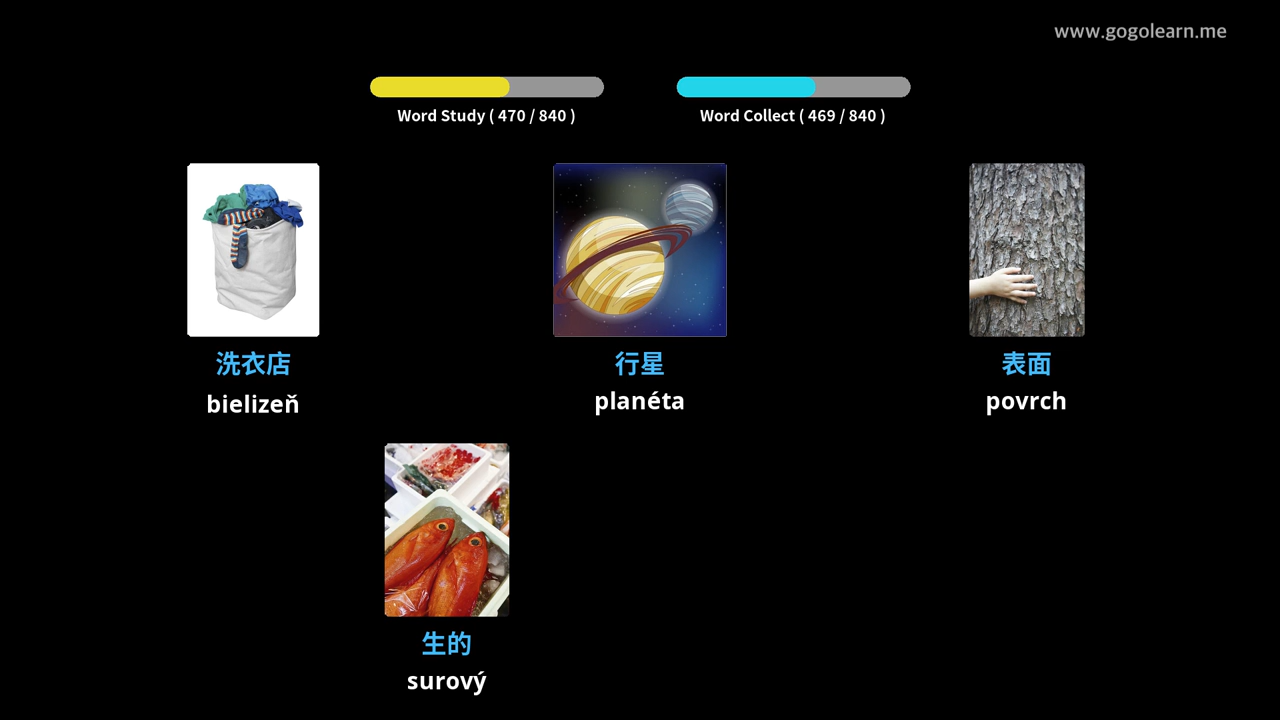 www.gogolearn.me
Word Study ( 470 / 840 )
Word Collect ( 469 / 840 )
洗衣店
bielizeň
行星
planéta
表面
povrch
生的
surový